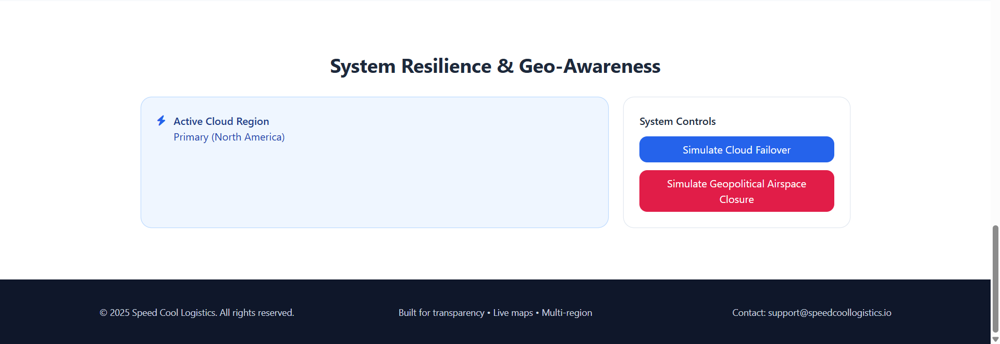 System Resilience & Geo-Awareness
Active Cloud Region
Primary (North America)
System Controls
Simulate Cloud Failover
Simulate Geopolitical Airspace
Closure
© 2025 Speed Cool Logistics. All rights reserved.
Built for transparency • Live maps • Multi-region
Contact: support@speedcoollogistics.io